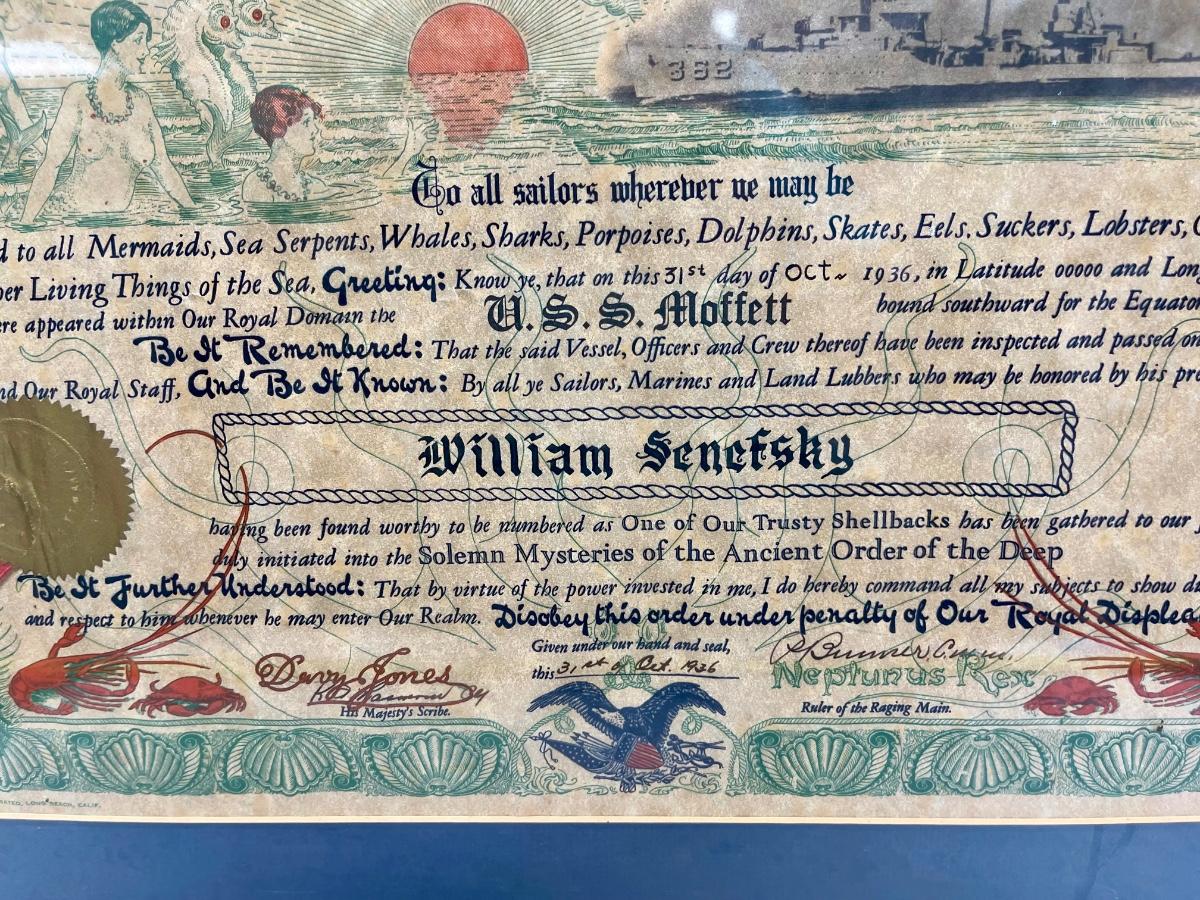 362
To all sailors wherever ye may be
d to all Mermaids, Sea Serpents, Whales, Sharks, Porpoises, Dolphins, Skates, Eels. Suckers, Lobsters,
er Living Things of the Sea, Greeting: Know ye, that on this 31st day of Oct~ 1936, in Latitude 00000 and Lon
ere appeared within Our Royal Domain the U.S.S. Moffett bound southward for the Equato
Be It Remembered: That the said Vessel, Officers and Crew thereof have been inspected and passed on
nd Our Royal Staff, And Be It Known: By all ye Sailors, Marines and Land Lubbers who may be honored by his pre
William Senefsky
having been found worthy to be numbered as One of Our Trusty Shellbacks has been gathered to our
duly initiated into the Solemn Mysteries of the Ancient Order of the Deep
Be It Further Understood: That by virtue of the power invested in me, I do hereby command all my subjects to show d
and respect to him whenever he may enter Our Realm. Disobey this order under penalty of Our Royal Displea
Given under our hand and seal,
this 31st of Oct. 1936
Davy Jones
His Majesty's Scribe.
Neptunus Rex
Ruler of the Raging Main.
RATED, LONG BEACH, CALIF.